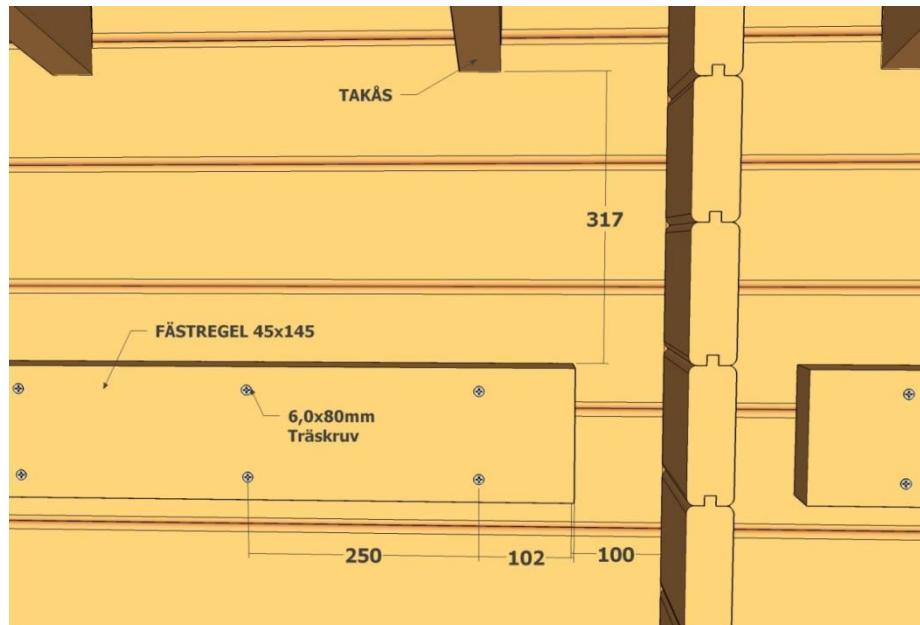 TAKÅS
317
FÄSTREGEL 45x145
6,0x80mm
Träskruv
250
102
100